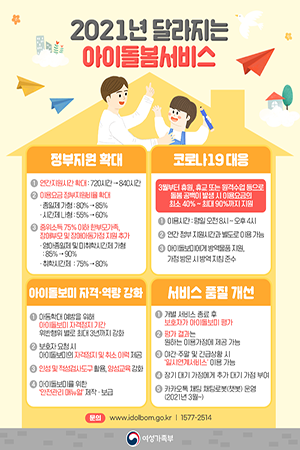 2021년 달라지는
아이돌봄서비스
정부지원 확대
1 연간지원시간 확대 : 720시간 → 840시간
2 이용요금 정부지원비율 확대
- 종일제 가형 : 80% → 85%
- 시간제 나형 : 55% → 60%
3 중위소득 75% 이하 한부모가족,
장애부모 및 장애아동가정 지원 추가
- 영아종일제 및 미취학시간제 가형
: 85% → 90%
- 취학시간제 : 75% → 80%
코로나19 대응
3월부터 휴원, 휴교 또는 원격수업 등으로
돌봄 공백이 발생 시 이용요금의
최소 40% ~ 최대 90%까지 지원
1 이용시간 : 평일 오전 8시 ~ 오후 4시
2 연간 정부 지원시간과 별도로 이용 가능
3 아이돌보미에게 방역물품 지원,
가정 방문 시 방역 지침 준수
아이돌보미 자격·역량 강화
1 아동학대 예방을 위해
아이돌보미 자격정지 기간
위반행위 별로 최대 3년까지 강화
2 보호자 요청 시
아이돌보미의 자격정지 및 취소 이력 제공
3 인성 및 적성검사도구 활용, 인성교육 강화
4 아이돌보미를 위한
'안전관리 매뉴얼' 제작·보급
서비스 품질 개선
1 개별 서비스 종료 후
보호자가 아이돌보미 평가
2 평가 결과는
원하는 이용가정에 제공 가능
3 야간·주말 및 긴급상황 시
'일시연계서비스' 이용 가능
4 장기 대기 가정에게 추가 대기 가점 부여
5 카카오톡 채팅 채팅로봇(챗봇) 운영
(2021년 3월~)
문의 www.idolbom.go.kr | 1577-2514
여성가족부